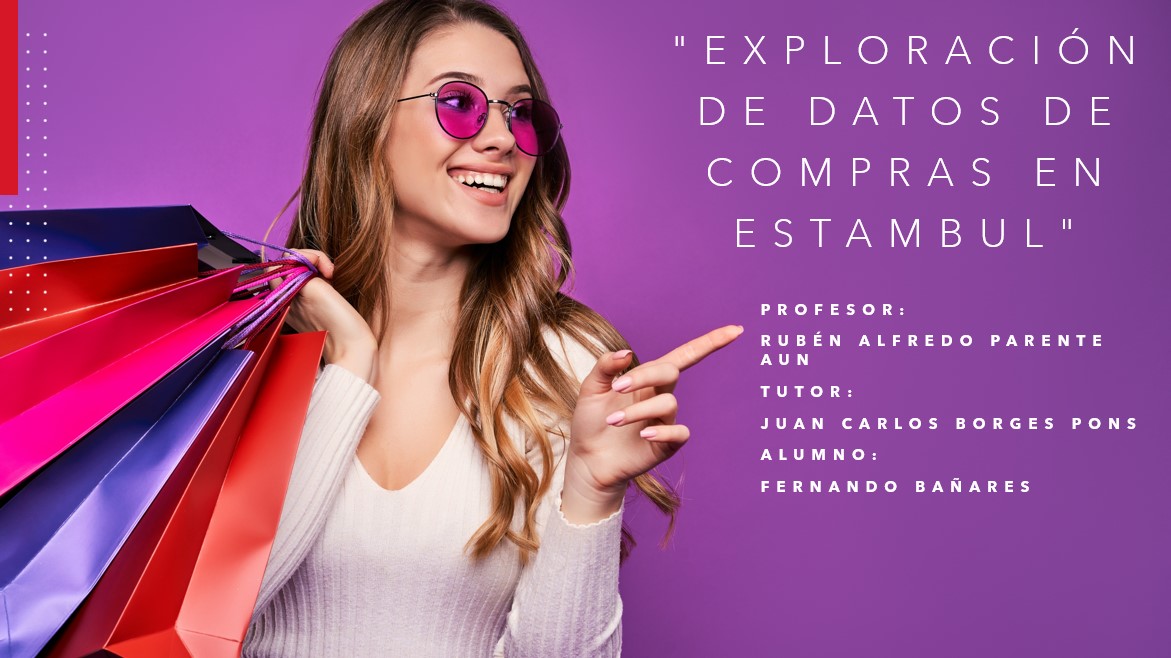 "EXPLORACIÓN
DE DATOS DE
COMPRAS EN
ESTAMBUL"
PROFESOR:
RUBÉN ALFREDO PARENTE
AUN
TUTOR:
JUAN CARLOS BORGES PONS
ALUMNO:
FERNANDO BAÑARES